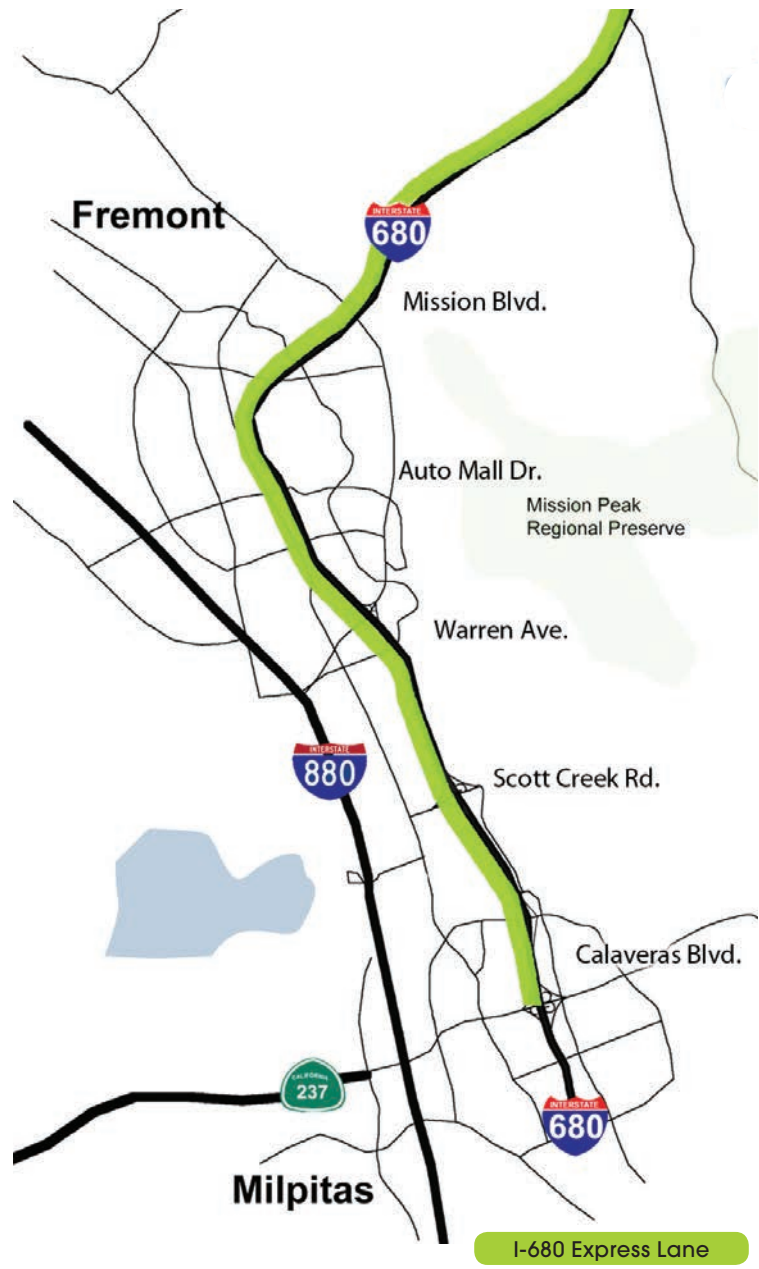 Fremont
INTERSTATE
680
Mission Blvd.
Auto Mall Dr.
Mission Peak
Regional Preserve
Warren Ave.
INTERSTATE
880
Scott Creek Rd.
Calaveras Blvd.
CALIFORNIA
237
INTERSTATE
680
Milpitas
I-680 Express Lane